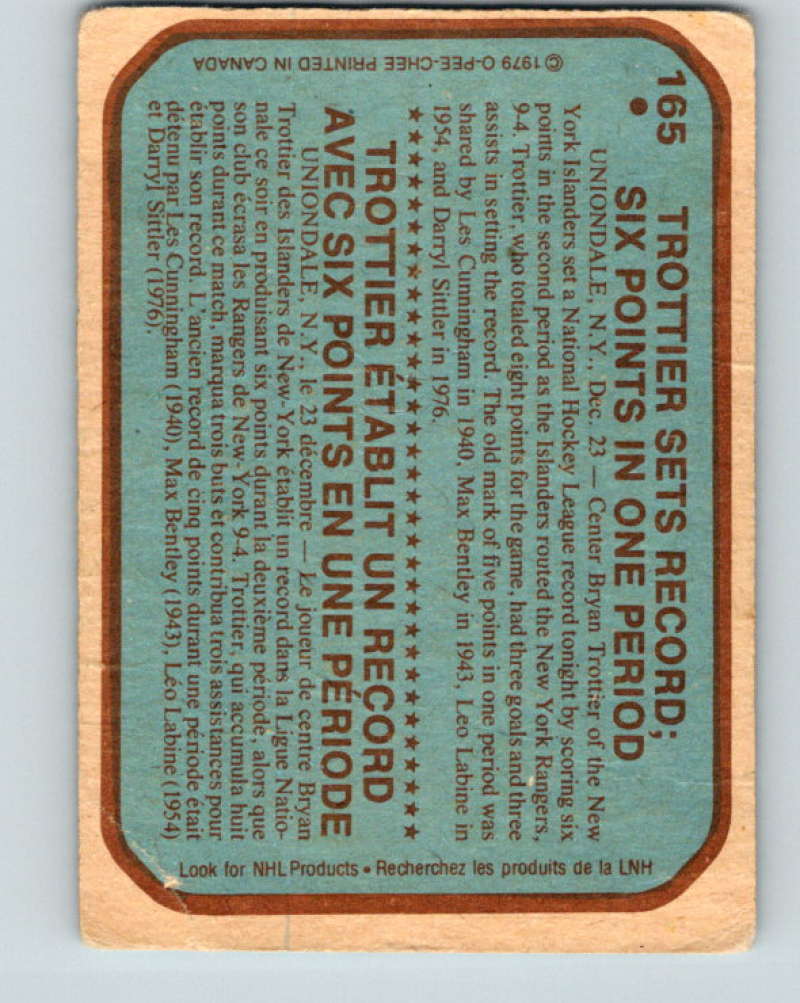 165
TROTTIER SETS RECORD;
SIX POINTS IN ONE PERIOD
UNIONDALE, N.Y., Dec. 23 — Center Bryan Trottier of the New
York Islanders set a National Hockey League record tonight by scoring six
points in the second period as the Islanders routed the New York Rangers,
9-4. Trottier, who totaled eight points for the game, had three goals and three
assists in setting the record. The old mark of five points in one period was
shared by Les Cunningham in 1940, Max Bentley in 1943, Leo Labine in
1954, and Darryl Sittler in 1976.
TROTTIER ÉTABLIT UN RECORD
AVEC SIX POINTS EN UNE PÉRIODE
UNIONDALE, N.Y., le 23 décembre — Le joueur de centre Bryan
Trottier des Islanders de New-York établit un record dans la Ligue Natio-
nale ce soir en produisant six points durant la deuxième période, alors que
son club écrasa les Rangers de New-York 9-4. Trottier, qui accumula huit
points durant ce match, marqua trois buts et contribua trois assistances pour
établir son record. L'ancien record de cinq points durant une période était
détenu par Les Cunningham (1940), Max Bentley (1943), Léo Labine (1954)
et Darryl Sittler (1976).
© 1979 O-PEE-CHEE PRINTED IN CANADA
Look for NHL Products • Recherchez les produits de la LNH